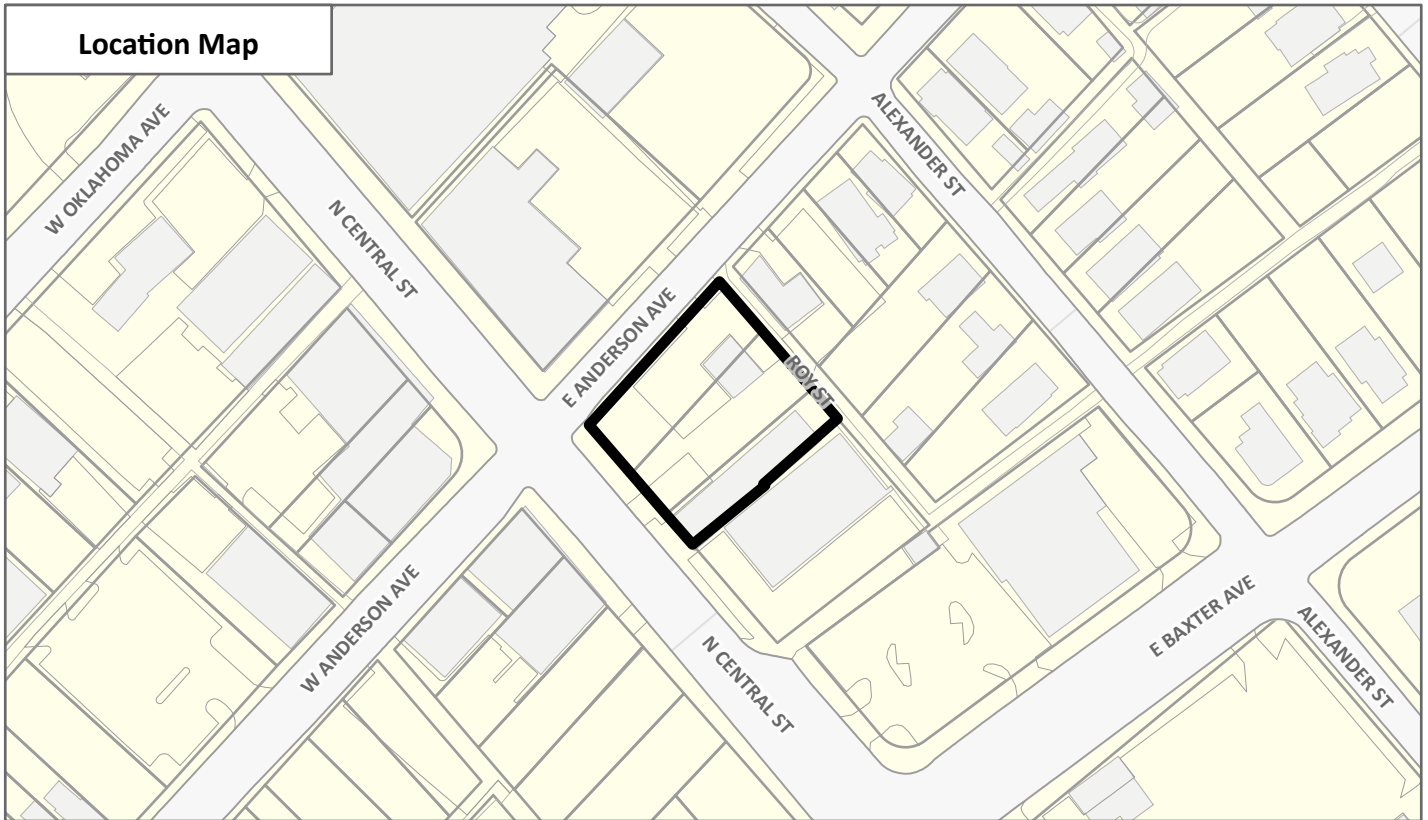 Location Map
W OKLAHOMA AVE
ALEXANDER ST
N CENTRAL ST
E ANDERSON AVE
ROY ST
W ANDERSON AVE
E BAXTER AVE
N CENTRAL ST
ALEXANDER ST